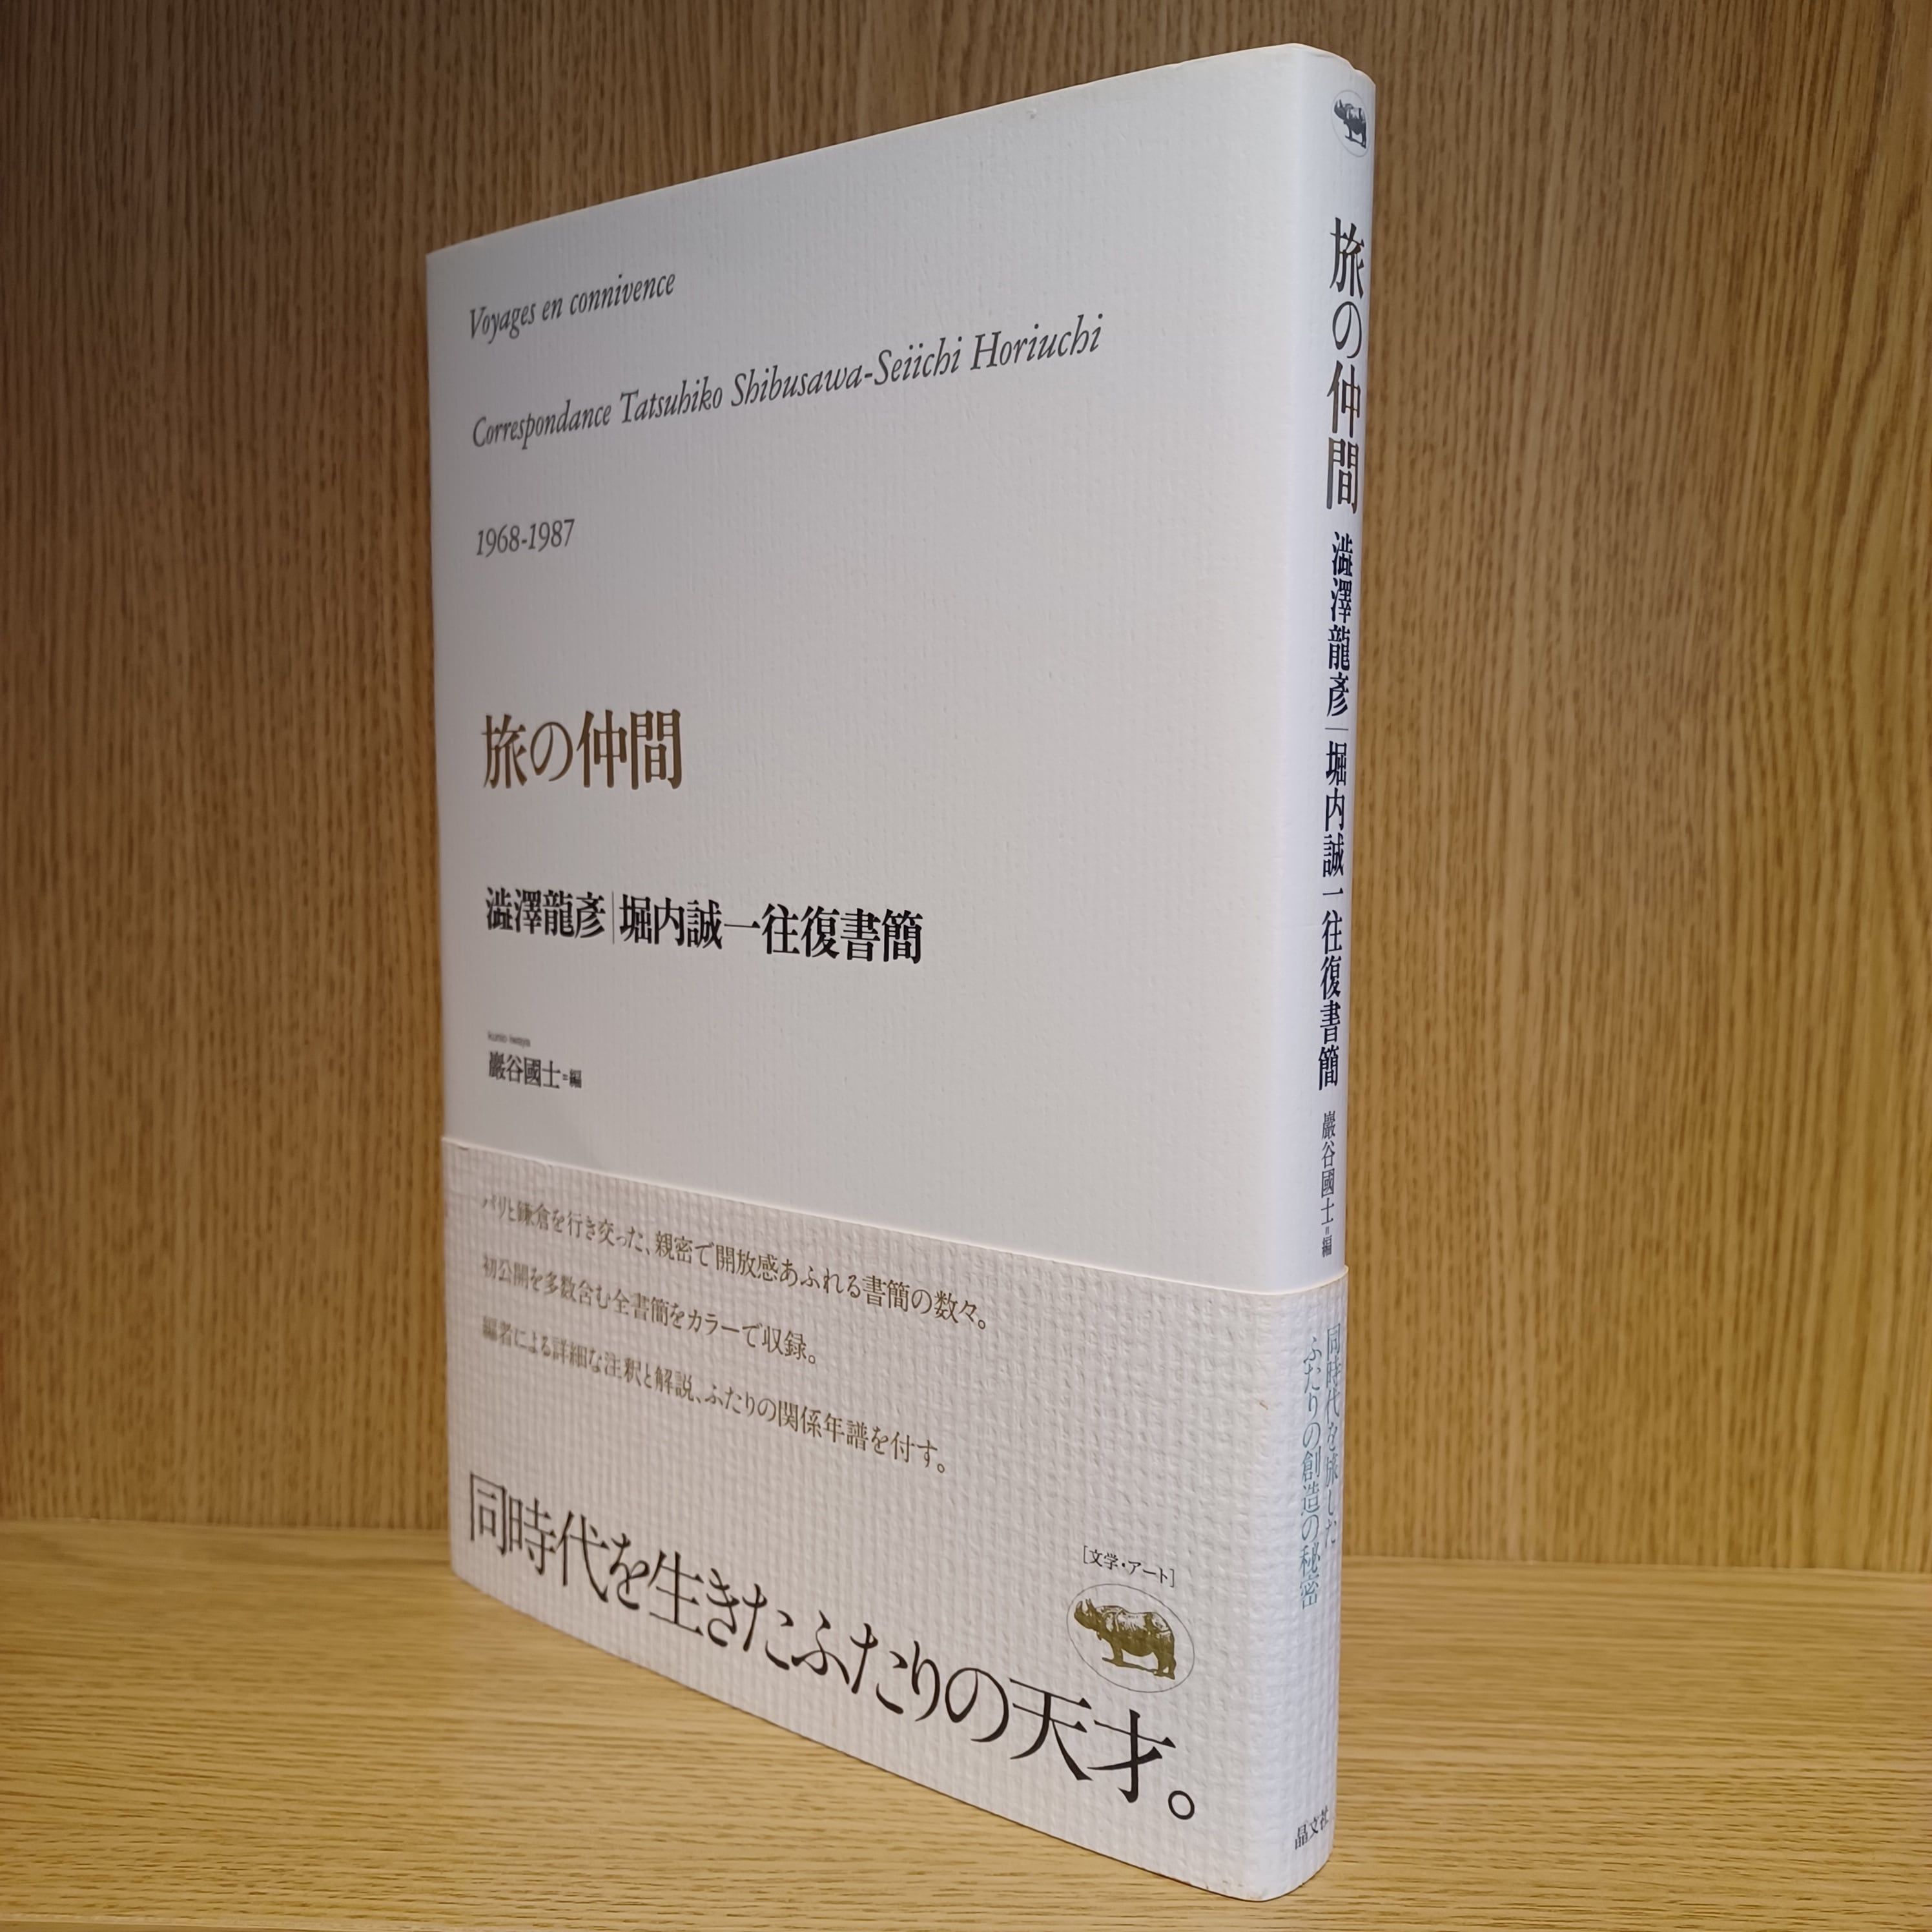 Voyages en connivence
Correspondance Tatsuhiko Shibusawa-Seiichi Horiuchi
1968-1987
旅の仲間
澁澤龍彥|堀内誠一往復書簡
kunio iwaya
巖谷國士=編
パリと鎌倉を行き交った、親密で開放感あふれる書簡の数々。
初公開を多数含む全書簡をカラーで収録。
編者による詳細な注釈と解説、ふたりの関係年譜を付す。
[文学・アート]
同時代を生きたふたりの天才。
旅の仲間
澁澤龍彥|堀内誠一往復書簡
巖谷國士=編
同時代を旅した
ふたりの創造の秘密
晶文社